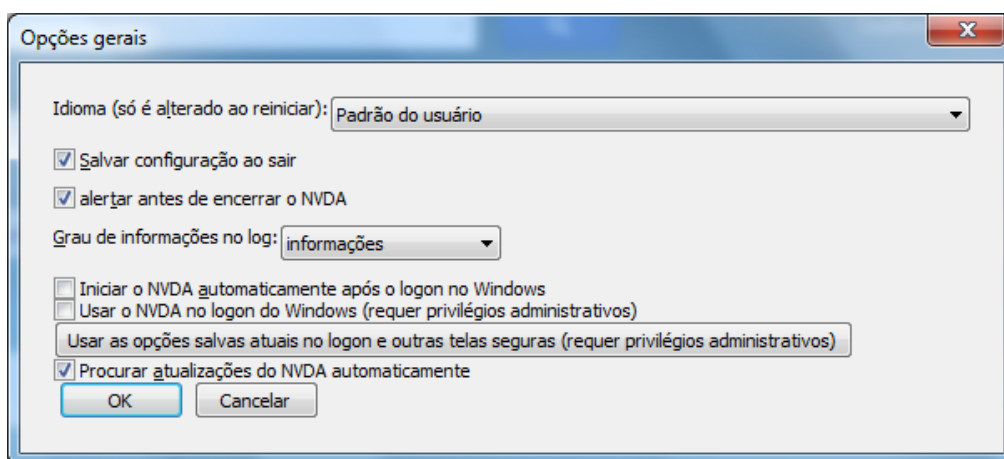 Opções gerais
Idioma (só é alterado ao reiniciar): Padrão do usuário
Salvar configuração ao sair
alertar antes de encerrar o NVDA
Grau de informações no log: informações
Iniciar o NVDA automaticamente após o logon no Windows
Usar o NVDA no logon do Windows (requer privilégios administrativos)
Usar as opções salvas atuais no logon e outras telas seguras (requer privilégios administrativos)
Procurar atualizações do NVDA automaticamente
OK Cancelar